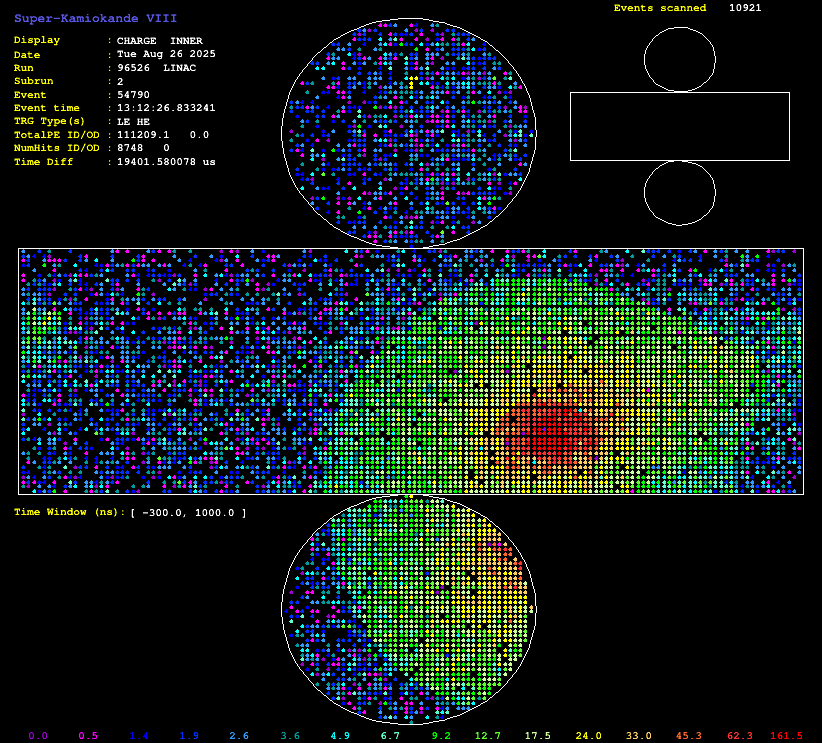 Super-Kamiokande VIII
Events scanned 10921
Display : CHARGE INNER
Date : Tue Aug 26 2025
Run : 96526 LINAC
Subrun : 2
Event : 54790
Event time : 13:12:26.833241
TRG Type(s) : LE HE
TotalPE ID/OD : 111209.1 0.0
NumHits ID/OD : 8748 0
Time Diff : 19401.580078 us
Time Window (ns): [ -300.0, 1000.0 ]
0.0 0.5 1.4 1.9 2.6 3.6 4.9 6.7 9.2 12.7 17.5 24.0 33.0 45.3 62.3 161.5